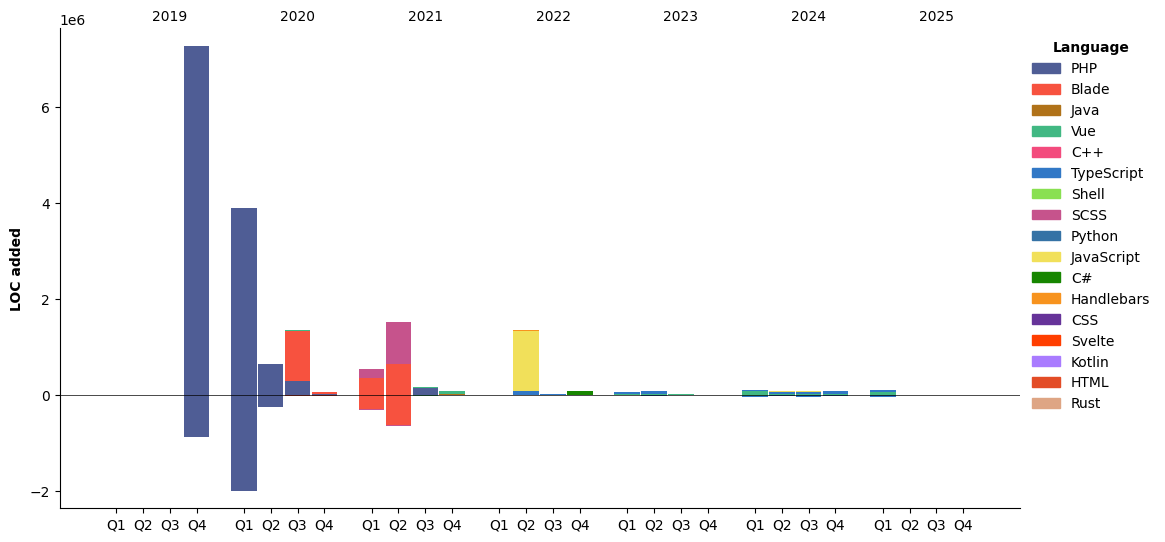 2019 2020 2021 2022 2023 2024 2025
1e6
6
4
2
0
−2
LOC added
Q1 Q2 Q3 Q4 Q1 Q2 Q3 Q4 Q1 Q2 Q3 Q4 Q1 Q2 Q3 Q4 Q1 Q2 Q3 Q4 Q1 Q2 Q3 Q4 Q1 Q2 Q3 Q4
Language
PHP
Blade
Java
Vue
C++
TypeScript
Shell
SCSS
Python
JavaScript
C#
Handlebars
CSS
Svelte
Kotlin
HTML
Rust